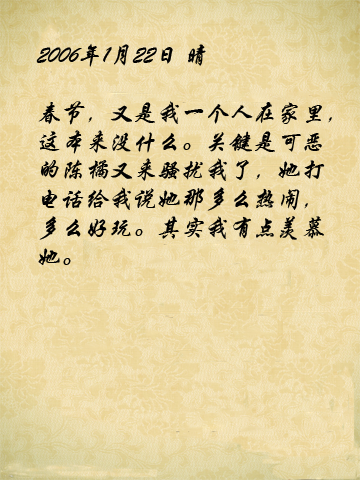 2006年1月22日 晴
春节，又是我一个人在家里，
这本来没什么。关键是可恶
的陈橘又来骚扰我了，她打
电话给我说她那多么热闹，
多么好玩。其实我有点羡慕
她。